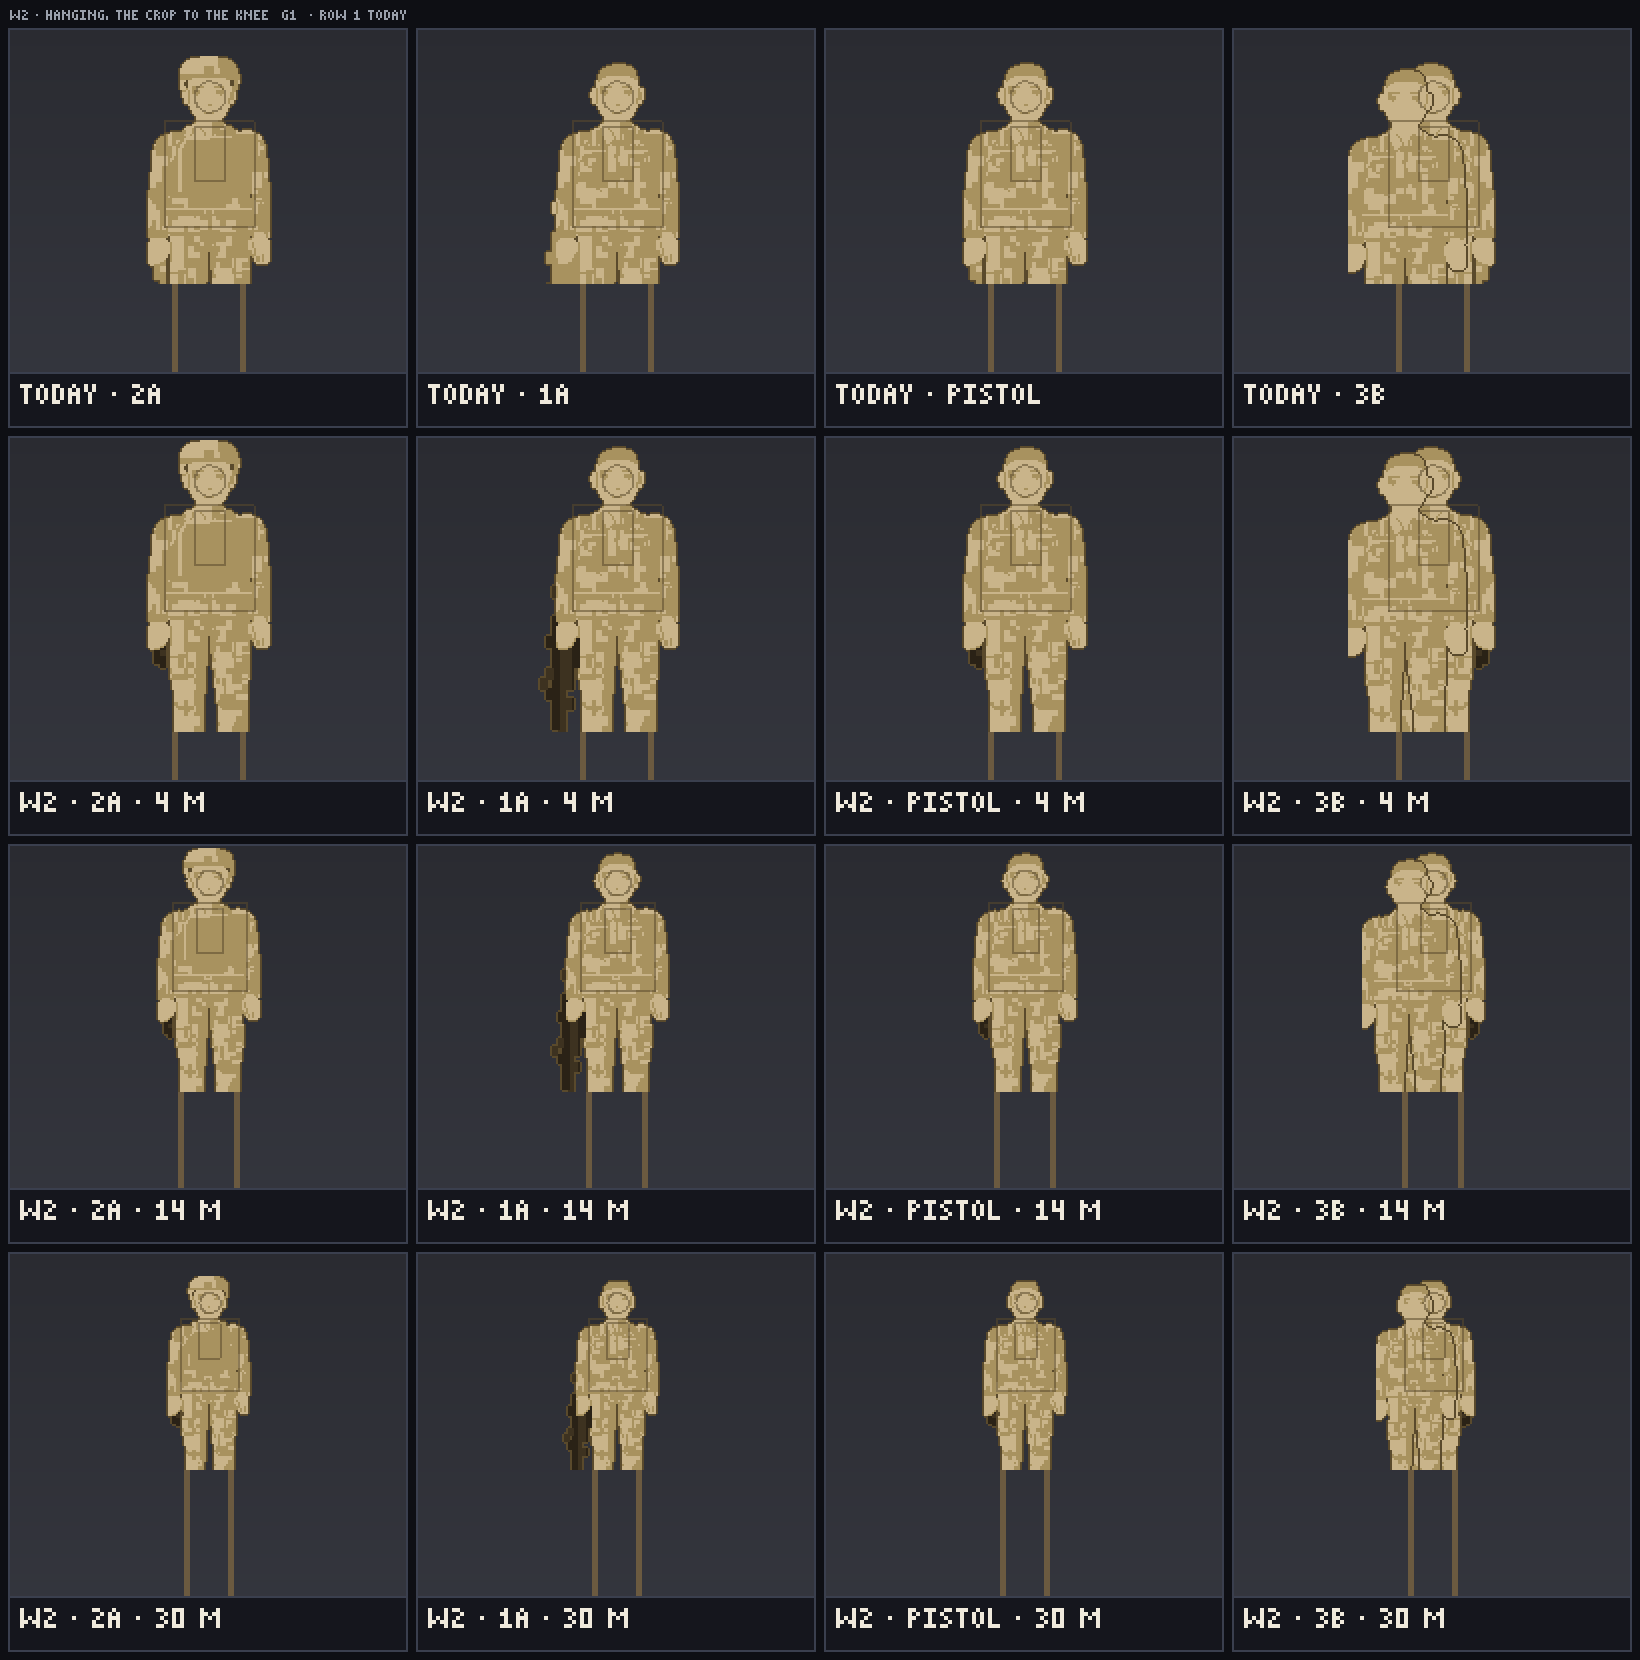 W2 · HANGING. THE CROP TO THE KNEE G1 · ROW 1 TODAY
TODAY · 2A
TODAY · 1A
TODAY · PISTOL
TODAY · 3B
W2 · 2A · 4 M
W2 · 1A · 4 M
W2 · PISTOL · 4 M
W2 · 3B · 4 M
W2 · 2A · 14 M
W2 · 1A · 14 M
W2 · PISTOL · 14 M
W2 · 3B · 14 M
W2 · 2A · 30 M
W2 · 1A · 30 M
W2 · PISTOL · 30 M
W2 · 3B · 30 M